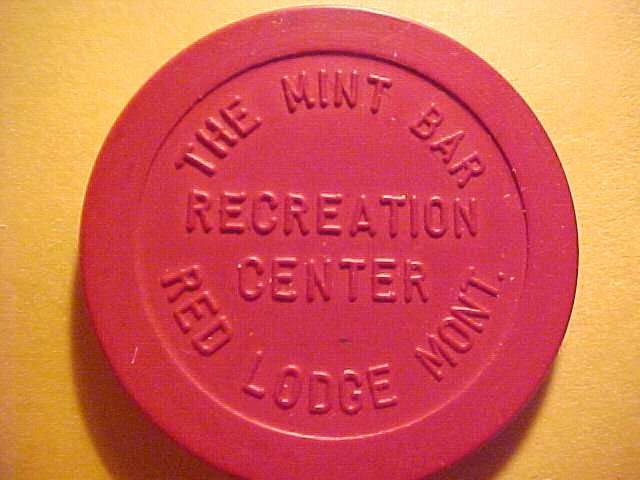 THE MINT BAR
RECREATION
CENTER
RED LODGE MONT.